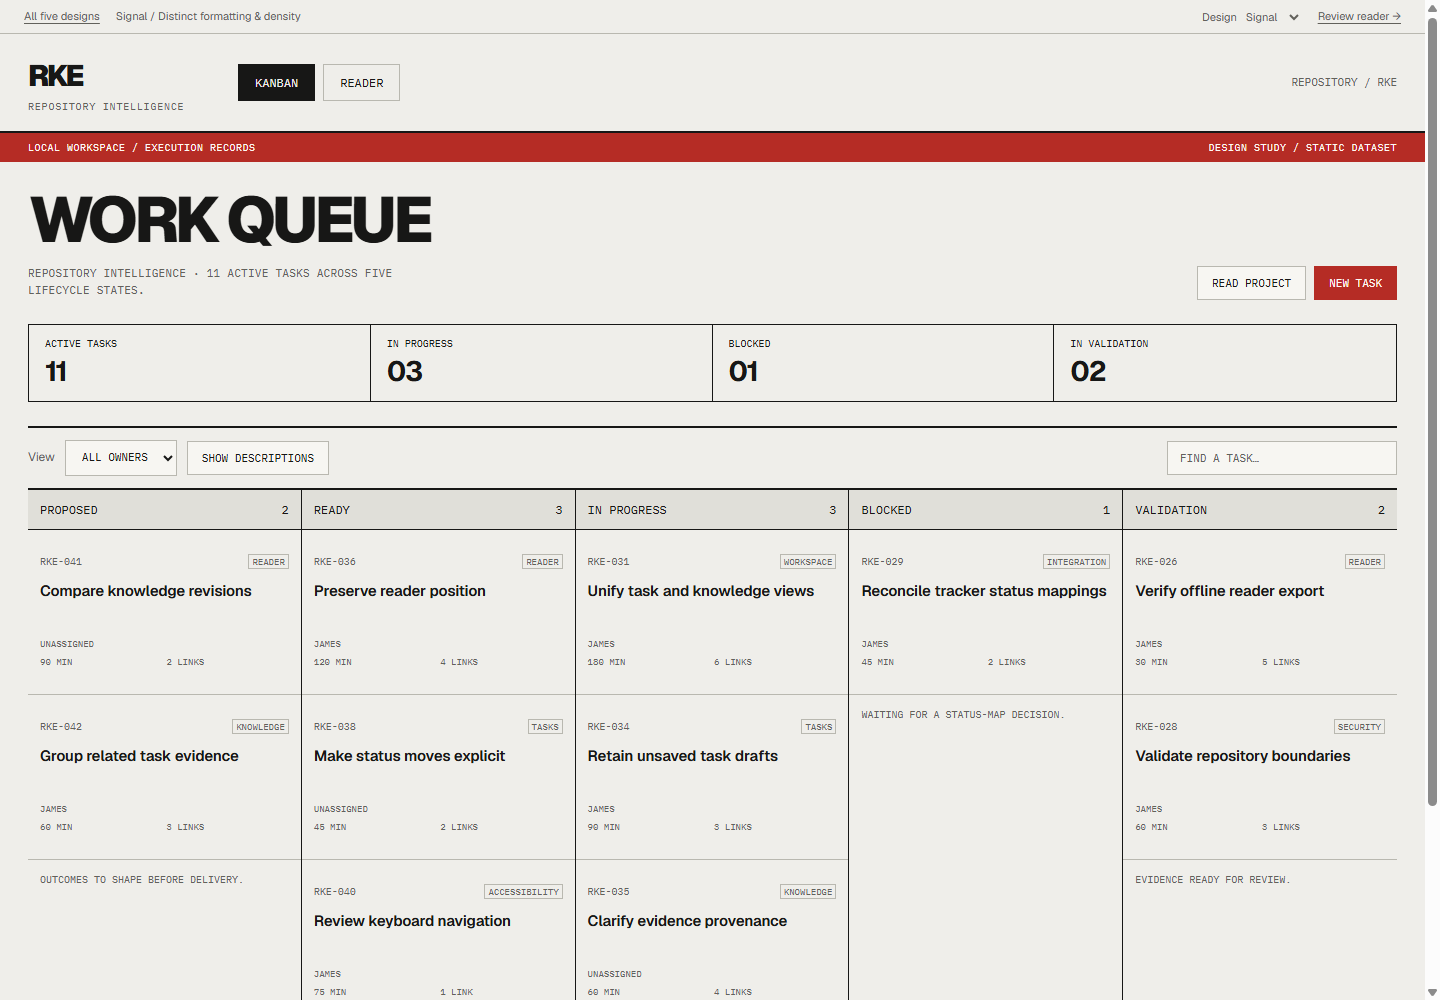 All five designs
Signal / Distinct formatting & density
Design Signal
Review reader →
RKE
REPOSITORY INTELLIGENCE
KANBAN
READER
REPOSITORY / RKE
LOCAL WORKSPACE / EXECUTION RECORDS
DESIGN STUDY / STATIC DATASET
WORK QUEUE
REPOSITORY INTELLIGENCE · 11 ACTIVE TASKS ACROSS FIVE
LIFECYCLE STATES.
READ PROJECT
NEW TASK
ACTIVE TASKS
11
IN PROGRESS
03
BLOCKED
01
IN VALIDATION
02
View
ALL OWNERS
SHOW DESCRIPTIONS
FIND A TASK…
PROPOSED 2
RKE-041 READER
Compare knowledge revisions
UNASSIGNED
90 MIN 2 LINKS
RKE-042 KNOWLEDGE
Group related task evidence
JAMES
60 MIN 3 LINKS
OUTCOMES TO SHAPE BEFORE DELIVERY.
READY 3
RKE-036 READER
Preserve reader position
JAMES
120 MIN 4 LINKS
RKE-038 TASKS
Make status moves explicit
UNASSIGNED
45 MIN 2 LINKS
RKE-040 ACCESSIBILITY
Review keyboard navigation
JAMES
75 MIN 1 LINK
IN PROGRESS 3
RKE-031 WORKSPACE
Unify task and knowledge views
JAMES
180 MIN 6 LINKS
RKE-034 TASKS
Retain unsaved task drafts
JAMES
90 MIN 3 LINKS
RKE-035 KNOWLEDGE
Clarify evidence provenance
UNASSIGNED
60 MIN 4 LINKS
BLOCKED 1
RKE-029 INTEGRATION
Reconcile tracker status mappings
JAMES
45 MIN 2 LINKS
WAITING FOR A STATUS-MAP DECISION.
VALIDATION 2
RKE-026 READER
Verify offline reader export
JAMES
30 MIN 5 LINKS
RKE-028 SECURITY
Validate repository boundaries
JAMES
60 MIN 3 LINKS
EVIDENCE READY FOR REVIEW.